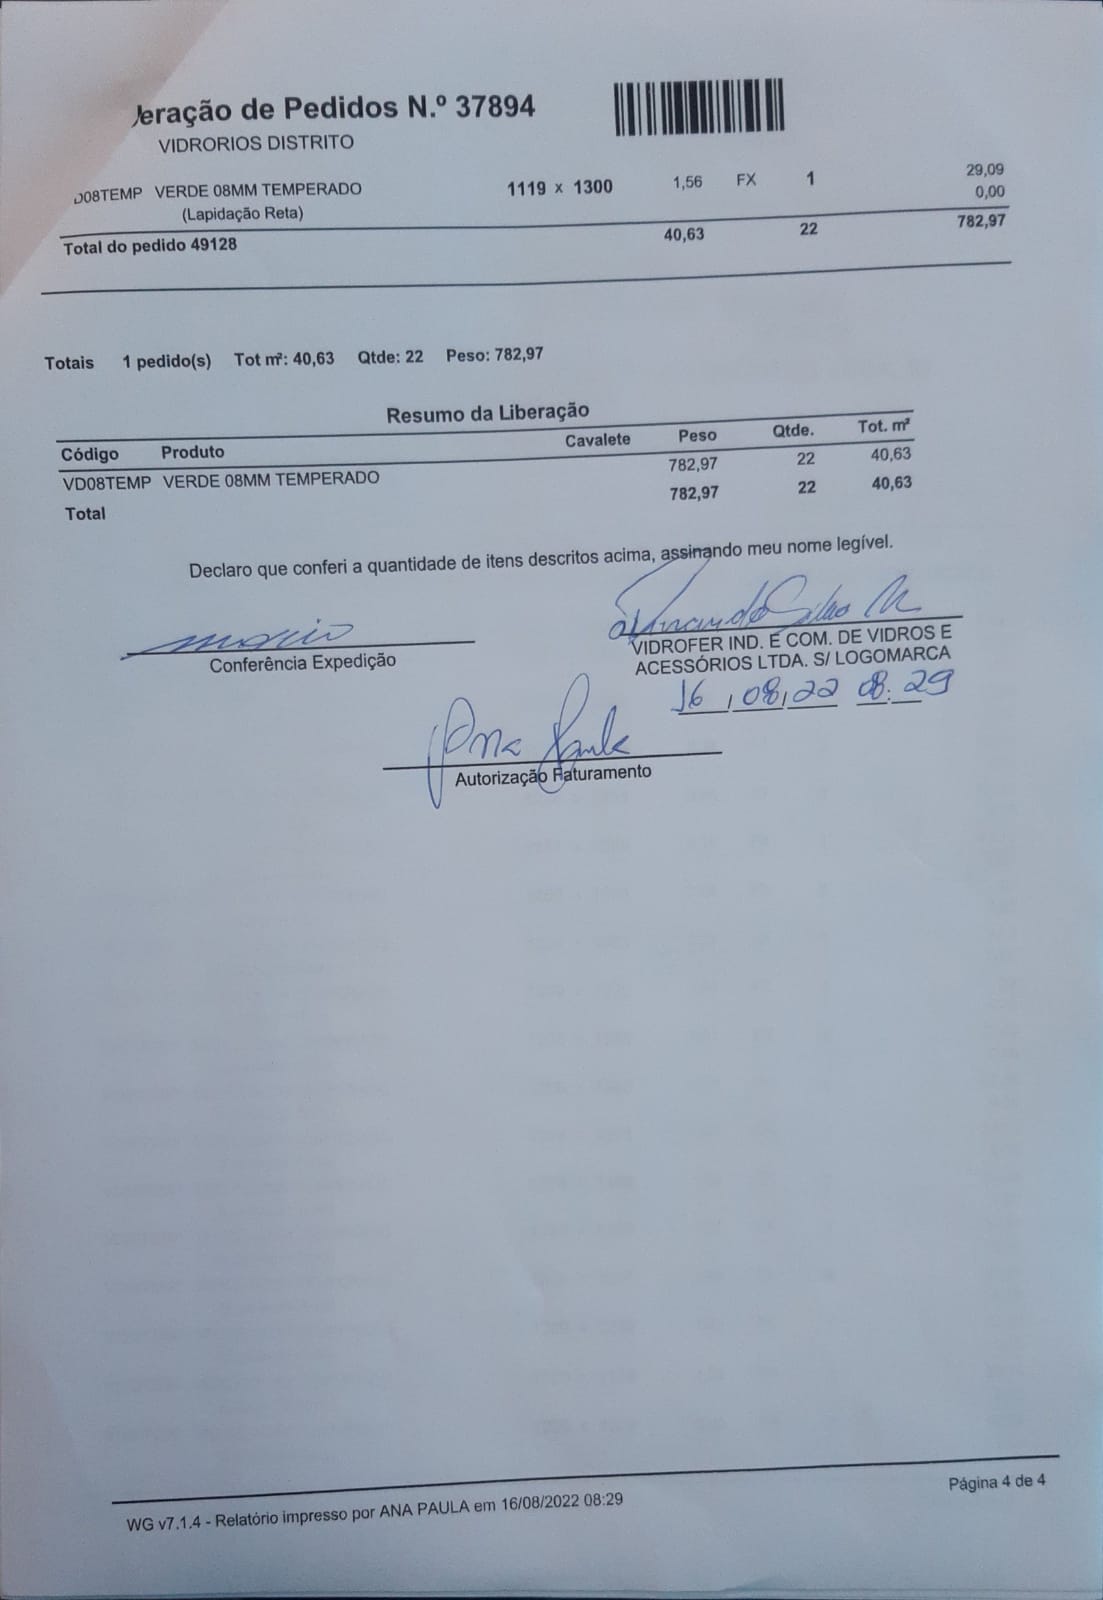 eração de Pedidos N.º 37894
VIDRORIOS DISTRITO
D08TEMP VERDE 08MM TEMPERADO 1119 x 1300 1,56 FX 1 29,09
(Lapidação Reta) 0,00
Total do pedido 49128 40,63 22 782,97
Totais 1 pedido(s) Tot m²: 40,63 Qtde: 22 Peso: 782,97
Resumo da Liberação
Código Produto Cavalete Peso Qtde. Tot. m²
VD08TEMP VERDE 08MM TEMPERADO 782,97 22 40,63
Total 782,97 22 40,63
Declaro que conferi a quantidade de itens descritos acima, assinando meu nome legível.
marcio
Conferência Expedição
Silva
VIDROFER IND. E COM. DE VIDROS E
ACESSÓRIOS LTDA. S/ LOGOMARCA
16/08/22 08:29
Ana Paula
Autorização Faturamento
WG v7.1.4 - Relatório impresso por ANA PAULA em 16/08/2022 08:29
Página 4 de 4